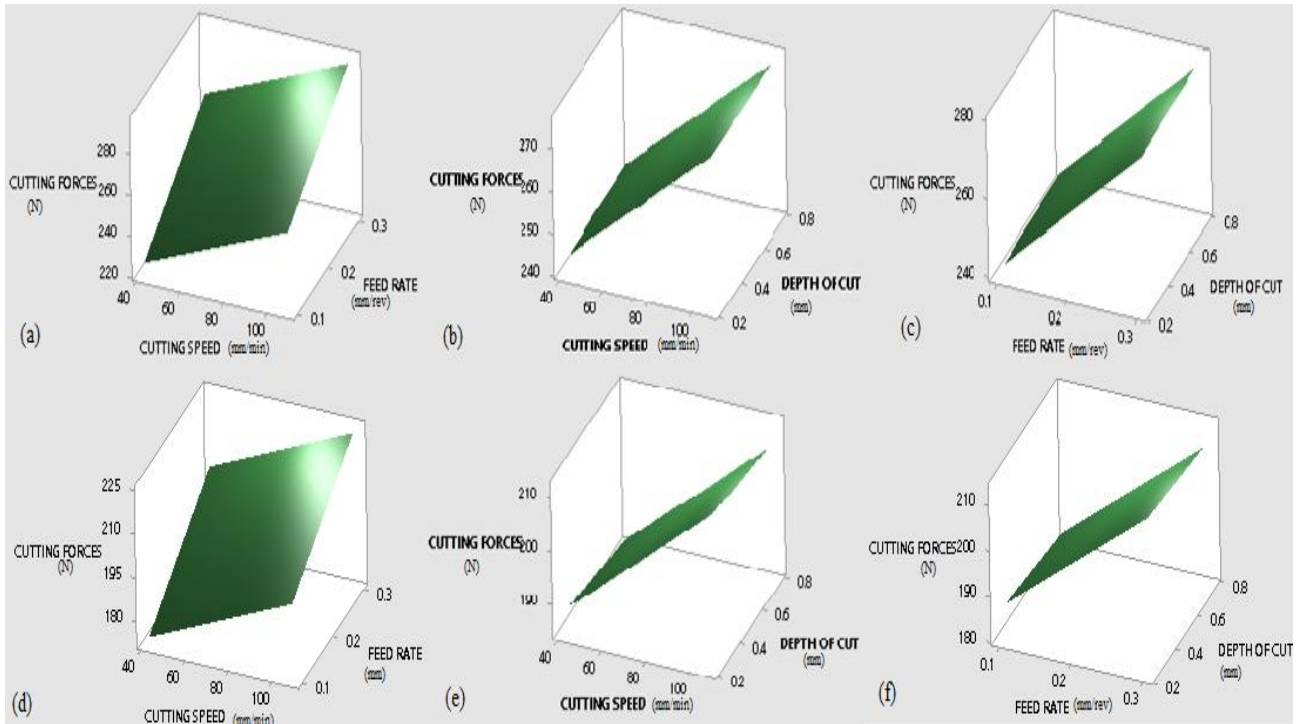 280
260
240
220
CUTTING FORCES
(N)
40
60
80
100
CUTTING SPEED (mm/min)
0.3
0.2
0.1
FEED RATE
(mm/rev)
(a)
270
260
250
240
CUTTING FORCES
(N)
40
60
80
100
CUTTING SPEED (mm/min)
0.8
0.6
0.4
0.2
DEPTH OF CUT
(mm)
(b)
280
260
240
CUTTING FORCES
(N)
0.1
0.2
0.3
FEED RATE (mm/rev)
0.8
0.6
0.4
0.2
DEPTH OF CUT
(mm)
(c)
225
210
195
180
CUTTING FORCES
(N)
40
60
80
100
CUTTING SPEED (mm/min)
0.3
0.2
0.1
FEED RATE
(mm)
(d)
210
200
190
CUTTING FORCES
(N)
40
60
80
100
CUTTING SPEED (mm/min)
0.8
0.6
0.4
0.2
DEPTH OF CUT
(mm)
(e)
210
200
190
180
CUTTING FORCES
(N)
0.1
0.2
0.3
FEED RATE (mm/rev)
0.8
0.6
0.4
0.2
DEPTH OF CUT
(mm)
(f)